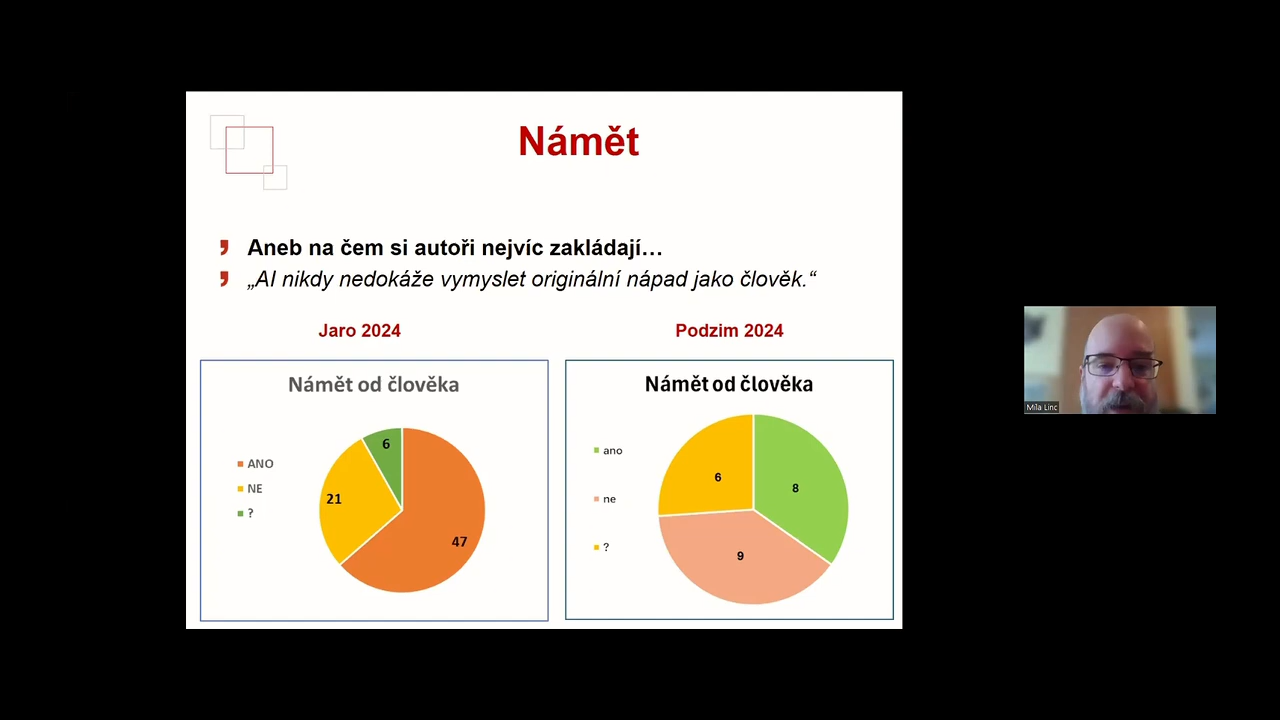 Námět
Aneb na čem si autoři nejvíc zakládají…
„AI nikdy nedokáže vymyslet originální nápad jako člověk.“
Jaro 2024
Podzim 2024
Námět od člověka
ANO
NE
?
6
21
47
Námět od člověka
ano
ne
?
6
8
9
Míla Linc